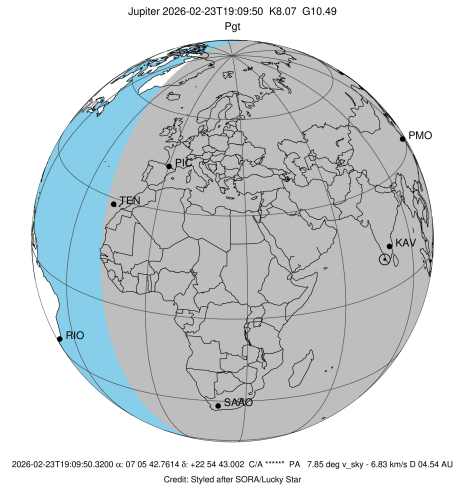 Jupiter 2026-02-23T19:09:50 K8.07 G10.49
Pgt
PMO
PIC
TEN
KAV
RIO
SAAO
2026-02-23T19:09:50.3200 α: 07 05 42.7614 δ: +22 54 43.002 C/A ****** PA 7.85 deg v_sky - 6.83 km/s D 04.54 AU
Credit: Styled after SORA/Lucky Star